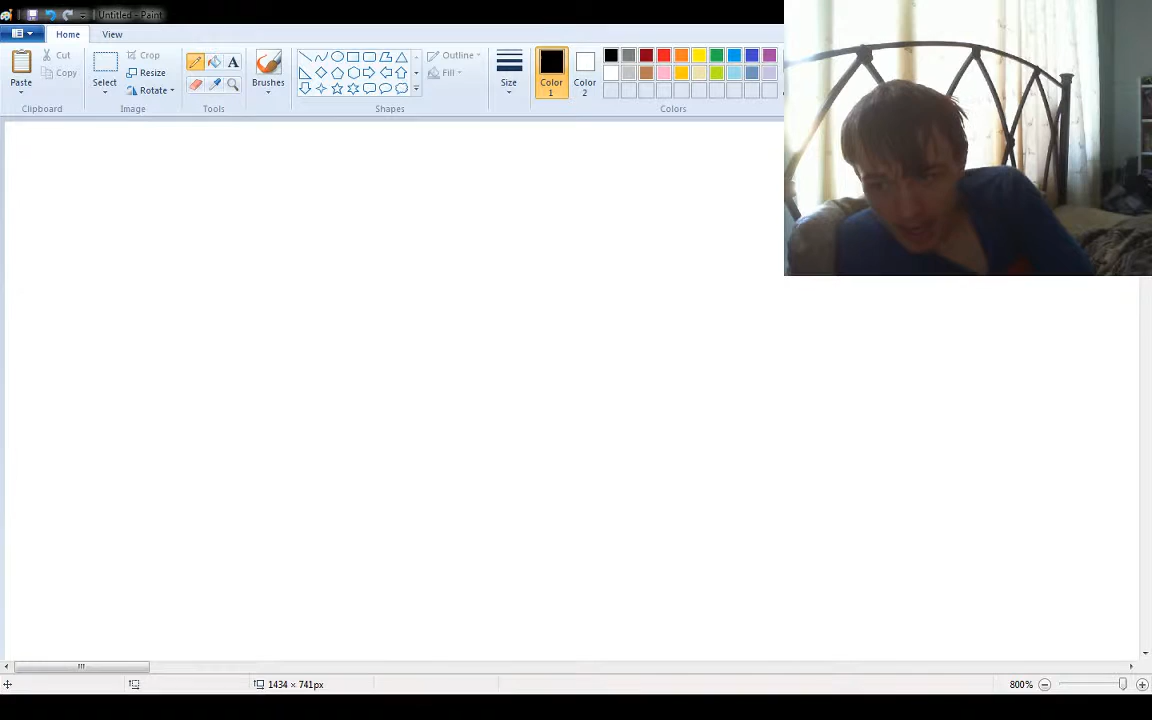 Untitled - Paint
Home View
Paste
Cut
Copy
Clipboard
Select
Crop
Resize
Rotate
Image
A
Tools
Brushes
Shapes
Outline
Fill
Size
Color 1
Color 2
Colors
1434 × 741px
800%